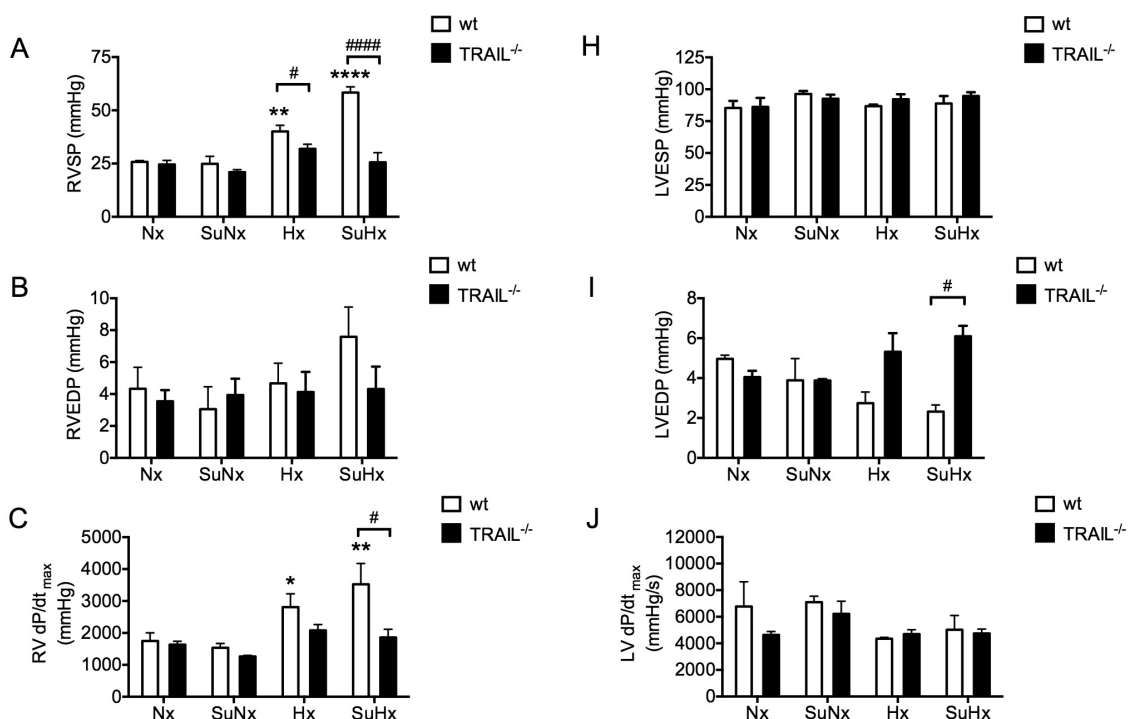 A
wt
TRAIL-/-
RVSP (mmHg)
75
50
25
0
**
#
****
####
Nx SuNx Hx SuHx
B
wt
TRAIL-/-
RVEDP (mmHg)
10
8
6
4
2
0
Nx SuNx Hx SuHx
C
wt
TRAIL-/-
RV dP/dtmax
(mmHg)
5000
4000
3000
2000
1000
0
*
**
#
Nx SuNx Hx SuHx
H
wt
TRAIL-/-
LVESP (mmHg)
125
100
75
50
25
0
Nx SuNx Hx SuHx
I
wt
TRAIL-/-
LVEDP (mmHg)
8
6
4
2
0
#
Nx SuNx Hx SuHx
J
wt
TRAIL-/-
LV dP/dtmax
(mmHg/s)
12000
10000
8000
6000
4000
2000
0
Nx SuNx Hx SuHx